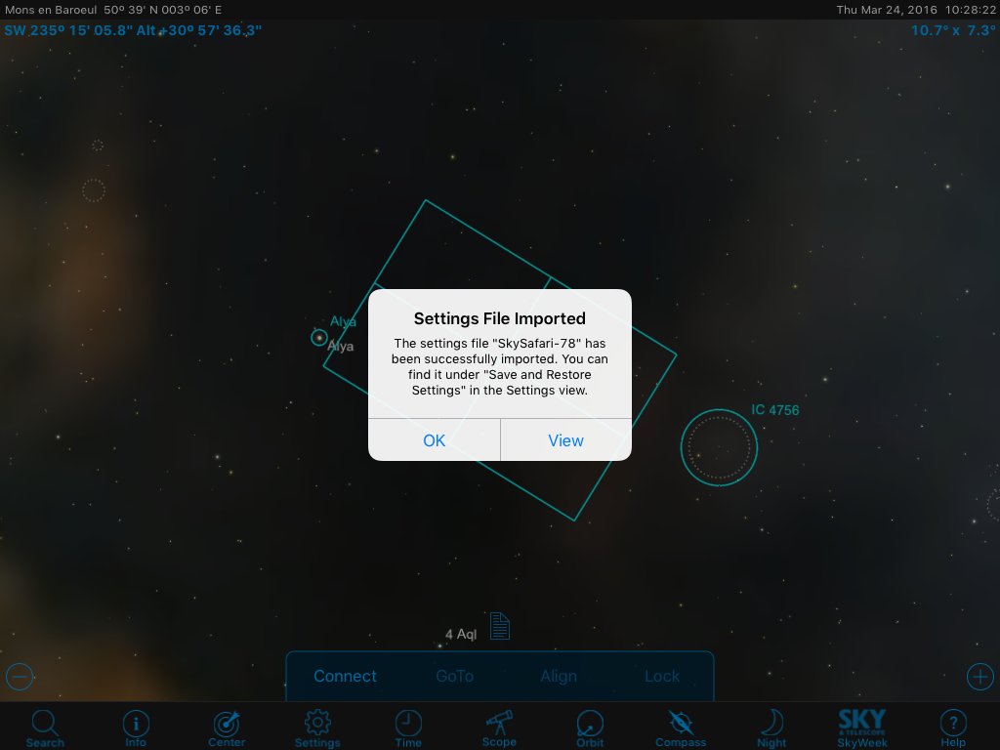 Mons en Baroeul 50º 39' N 003º 06' E
Thu Mar 24, 2016 10:28:22
SW 235º 15' 05.8" Alt +30º 57' 36.3"
10.7° x 7.3°
Alya
Alya
Settings File Imported
The settings file "SkySafari-78" has
been successfully imported. You can
find it under "Save and Restore
Settings" in the Settings view.
OK
View
IC 4756
4 Aql
Connect
GoTo
Align
Lock
SKY
& TELESCOPE
Search
Info
Center
Settings
Time
Scope
Orbit
Compass
Night
SkyWeek
Help